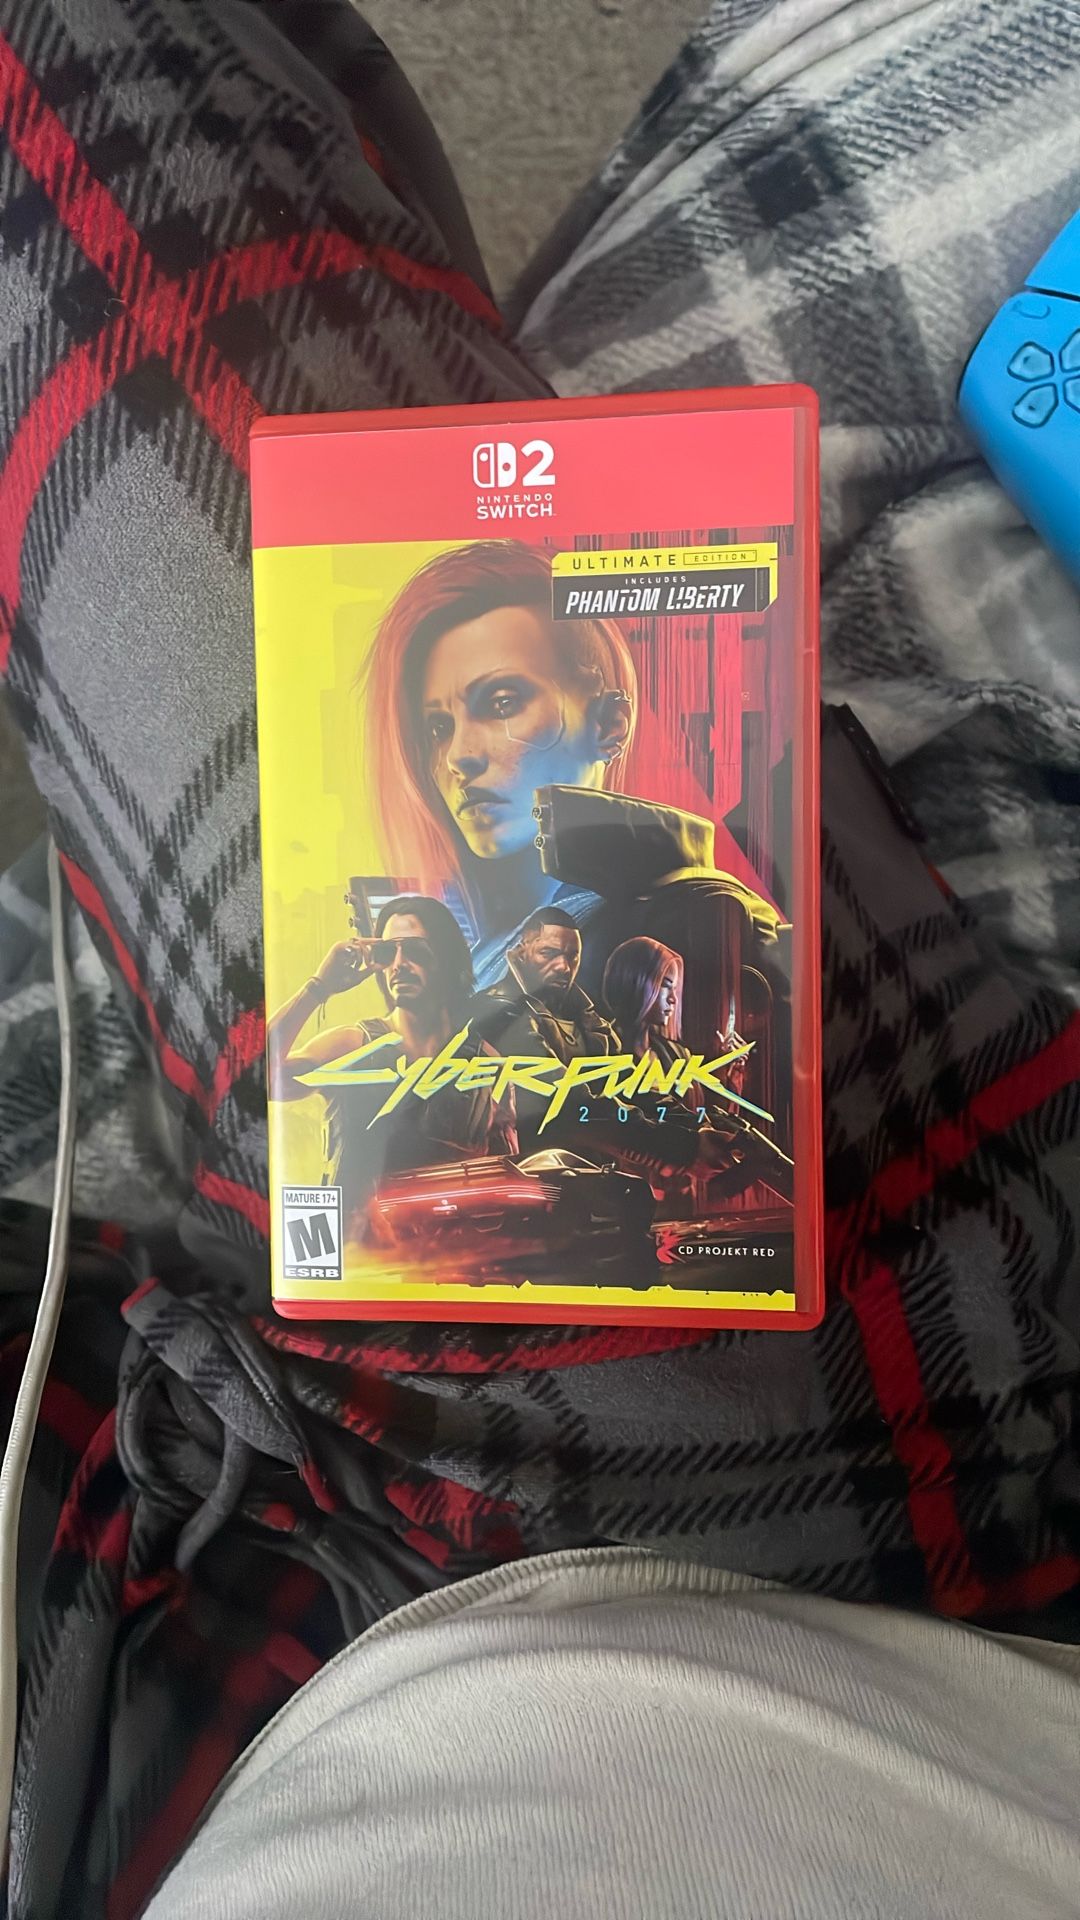 2
NINTENDO
SWITCH
ULTIMATE EDITION
INCLUDES
PHANTOM LIBERTY
CYBERPUNK
2077
MATURE 17+
M
ESRB
CD PROJEKT RED